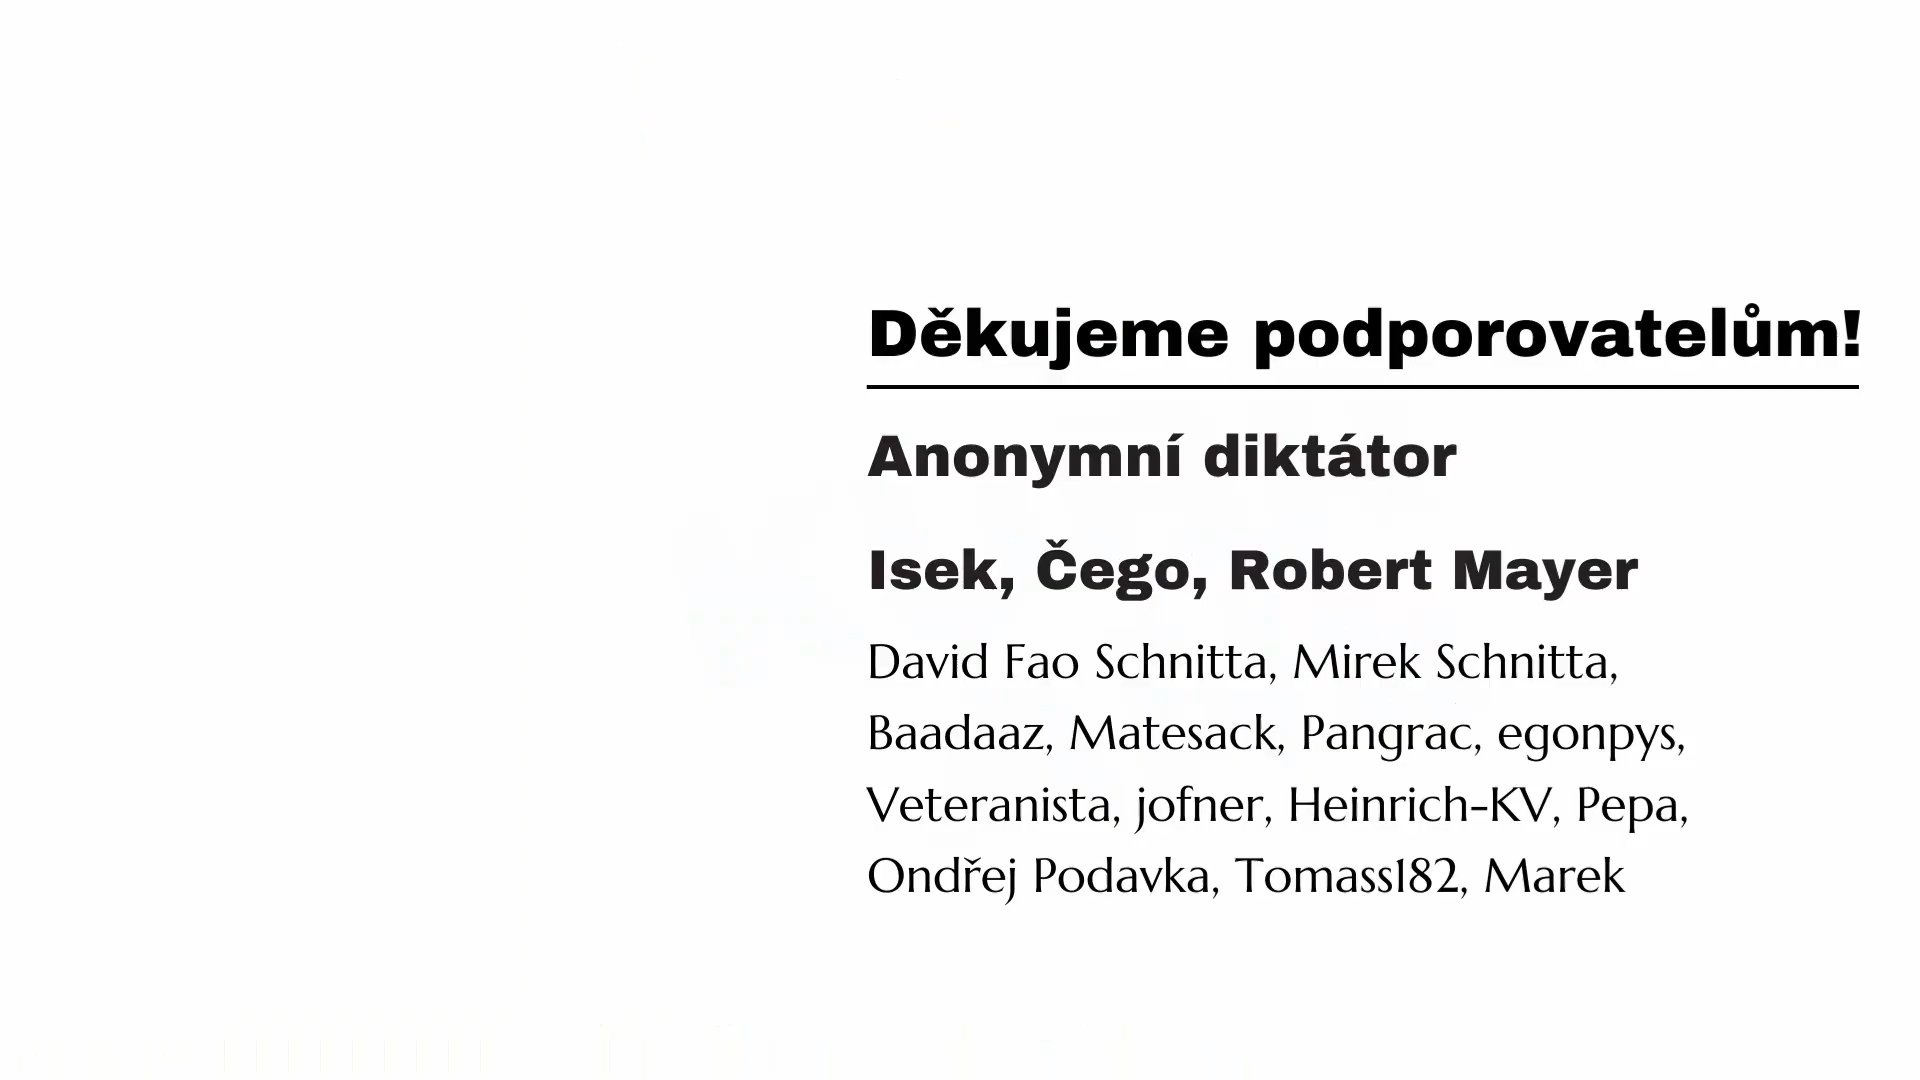 Děkujeme podporovatelům!
Anonymní diktátor
Isek, Čego, Robert Mayer
David Fao Schnitta, Mirek Schnitta,
Baadaaz, Matesack, Pangrac, egonpys,
Veteranista, jofner, Heinrich-KV, Pepa,
Ondřej Podavka, Tomass182, Marek